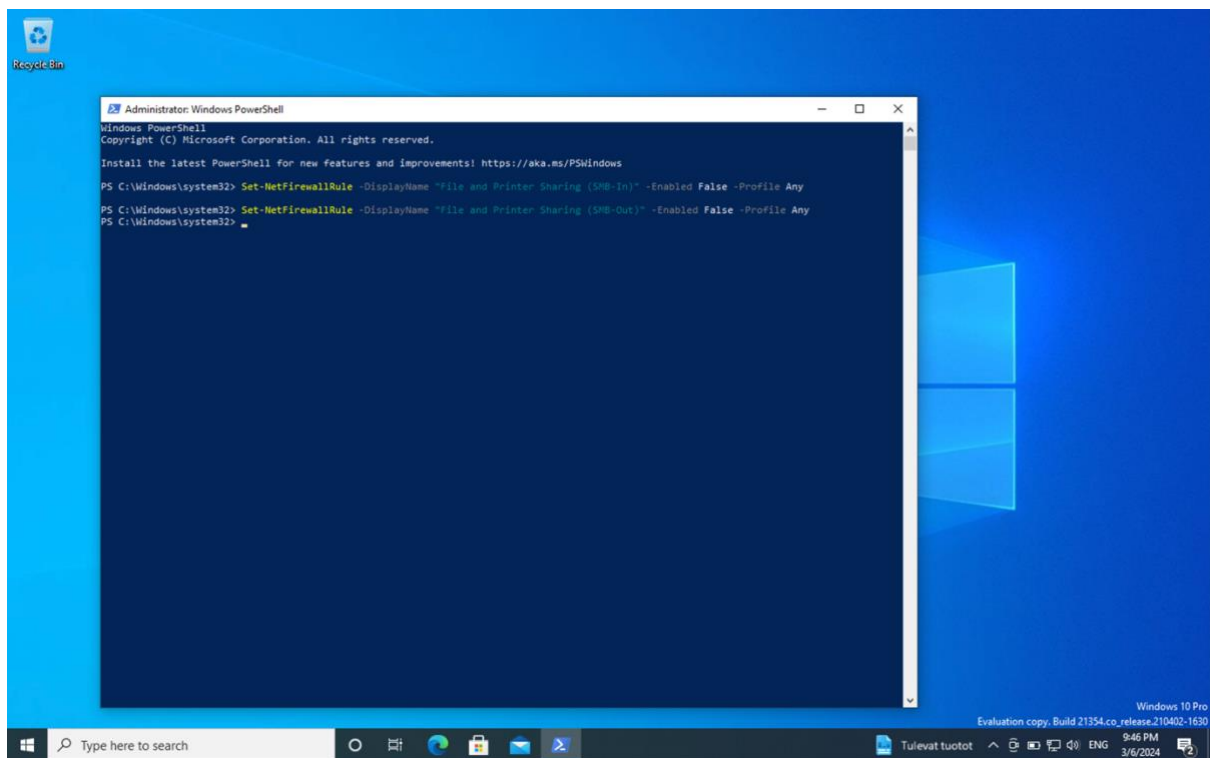 Recycle Bin
Administrator: Windows PowerShell
Windows PowerShell
Copyright (C) Microsoft Corporation. All rights reserved.
Install the latest PowerShell for new features and improvements! https://aka.ms/PSWindows
PS C:\Windows\system32> Set-NetFirewallRule -DisplayName "File and Printer Sharing (SMB-In)" -Enabled False -Profile Any
PS C:\Windows\system32> Set-NetFirewallRule -DisplayName "File and Printer Sharing (SMB-Out)" -Enabled False -Profile Any
PS C:\Windows\system32>
Windows 10 Pro
Evaluation copy. Build 21354.co_release.210402-1630
Type here to search
Tulevat tuotot
ENG
9:46 PM
3/6/2024
2